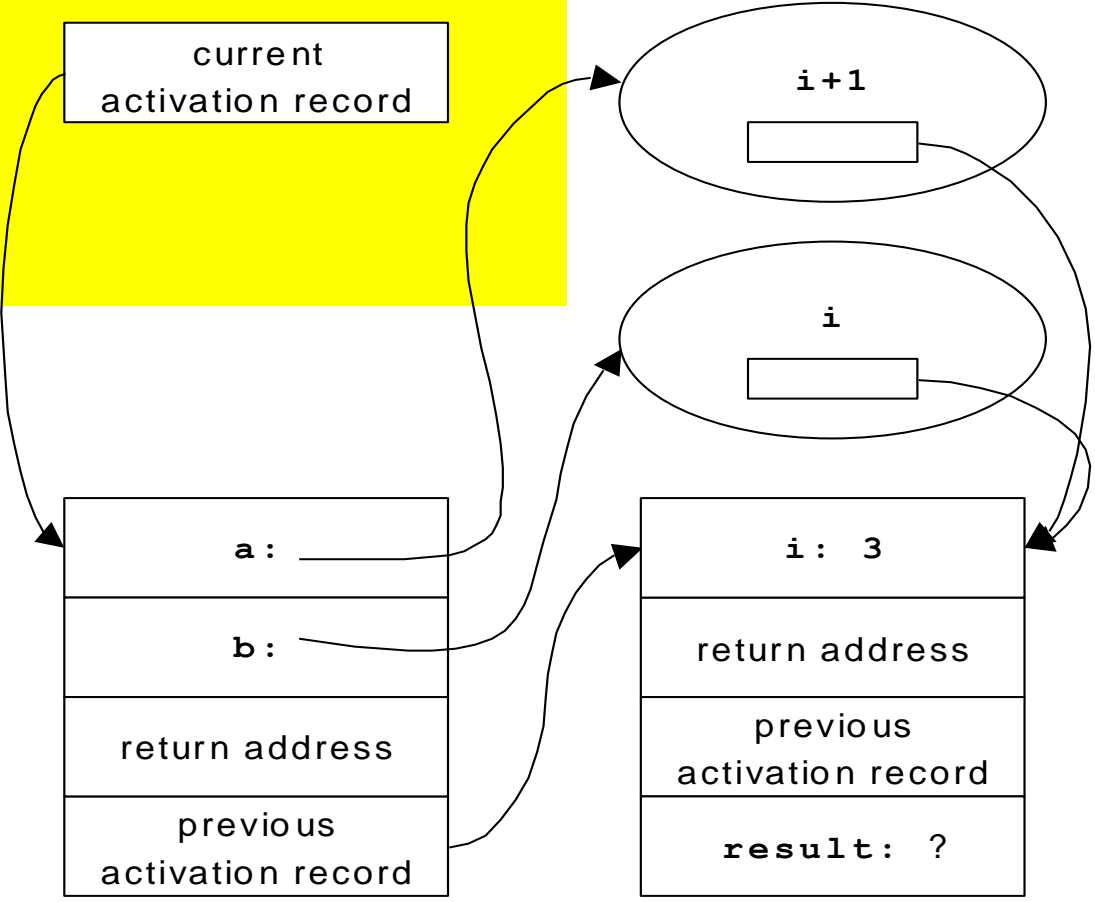 current
activation record
i+1
i
a:
b:
return address
previous
activation record
i: 3
return address
previous
activation record
result: ?